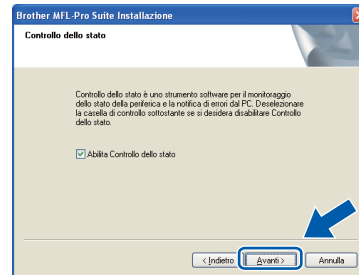 Brother MFL-Pro Suite Installazione
Controllo dello stato
Controllo dello stato è uno strumento software per il monitoraggio
dello stato della periferica e la notifica di errori dal PC. Deselezionare
la casella di controllo sottostante se si desidera disabilitare Controllo
dello stato.
Abilita Controllo dello stato
< Indietro Avanti > Annulla